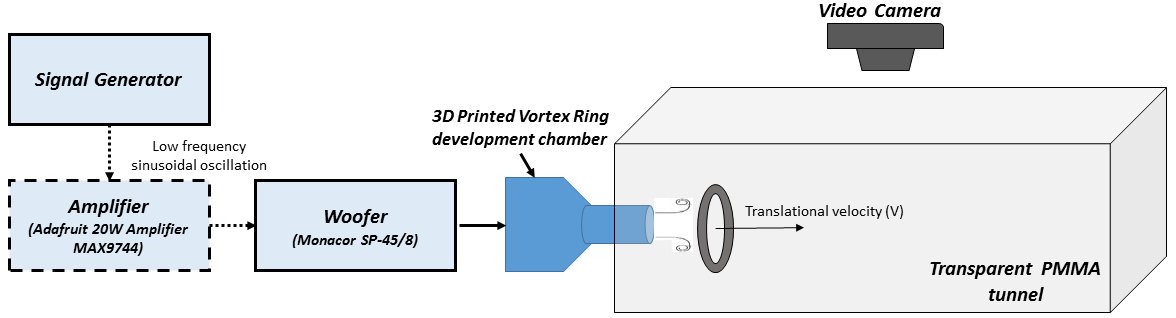 Video Camera
Signal Generator
3D Printed Vortex Ring
development chamber
Low frequency
sinusoidal oscillation
Amplifier
(Adafruit 20W Amplifier
MAX9744)
Woofer
(Monacor SP-45/8)
Translational velocity (V)
Transparent PMMA
tunnel